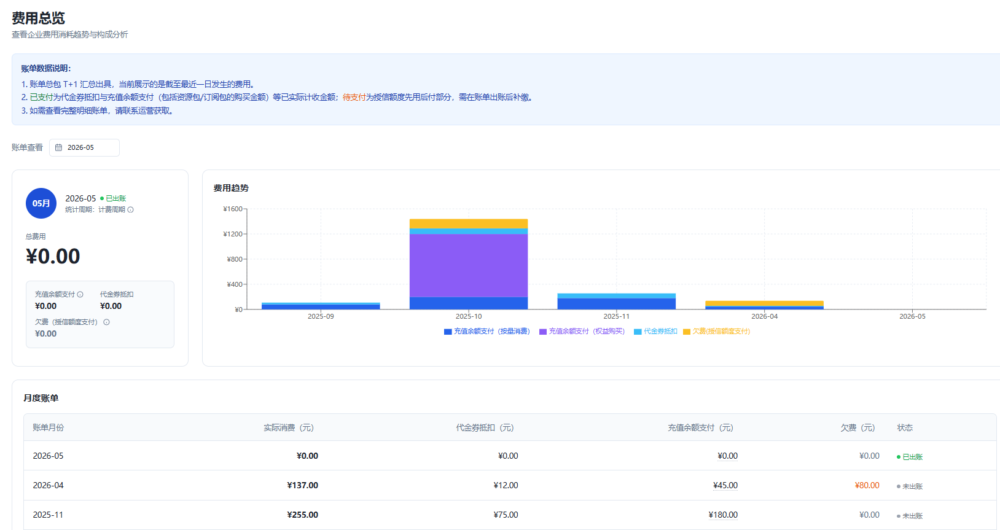 费用总览
查看企业费用消耗趋势与构成分析
账单数据说明：
1. 账单总包 T+1 汇总出具，当前展示的是截至最近一日发生的费用。
2. 已支付为代金券抵扣与充值余额支付（包括资源包/订阅包的购买金额）等已实际计收金额；待支付为授信额度先用后付部分，需在账单出账后补缴。
3. 如需查看完整明细账单，请联系运营获取。
账单查看 2026-05
05月
2026-05 已出账
统计周期：计费周期
总费用
¥0.00
充值余额支付 代金券抵扣
¥0.00 ¥0.00
欠费（授信额度支付）
¥0.00
费用趋势
¥1600
¥1200
¥800
¥400
¥0
2025-09 2025-10 2025-11 2026-04 2026-05
充值余额支付（按量消费） 充值余额支付（权益购买） 代金券抵扣 欠费(授信额度支付)
月度账单
账单月份 实际消费（元） 代金券抵扣（元） 充值余额支付（元） 欠费（元） 状态
2026-05 ¥0.00 ¥0.00 ¥0.00 ¥0.00 已出账
2026-04 ¥137.00 ¥12.00 ¥45.00 ¥80.00 未出账
2025-11 ¥255.00 ¥75.00 ¥180.00 ¥0.00 未出账